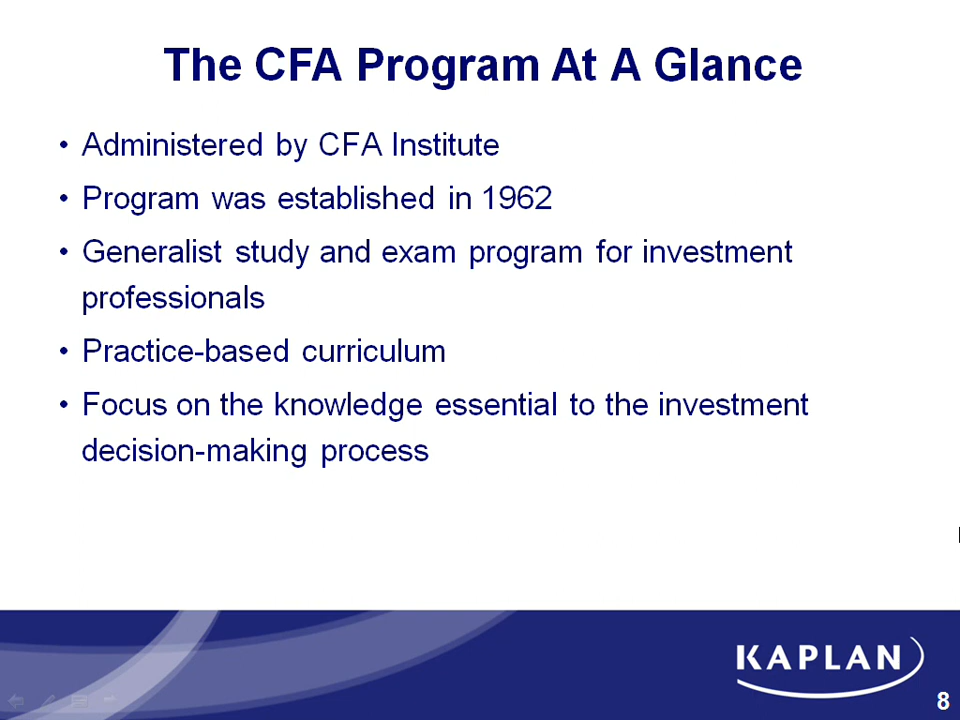 The CFA Program At A Glance
• Administered by CFA Institute
• Program was established in 1962
• Generalist study and exam program for investment
professionals
• Practice-based curriculum
• Focus on the knowledge essential to the investment
decision-making process
KAPLAN
8